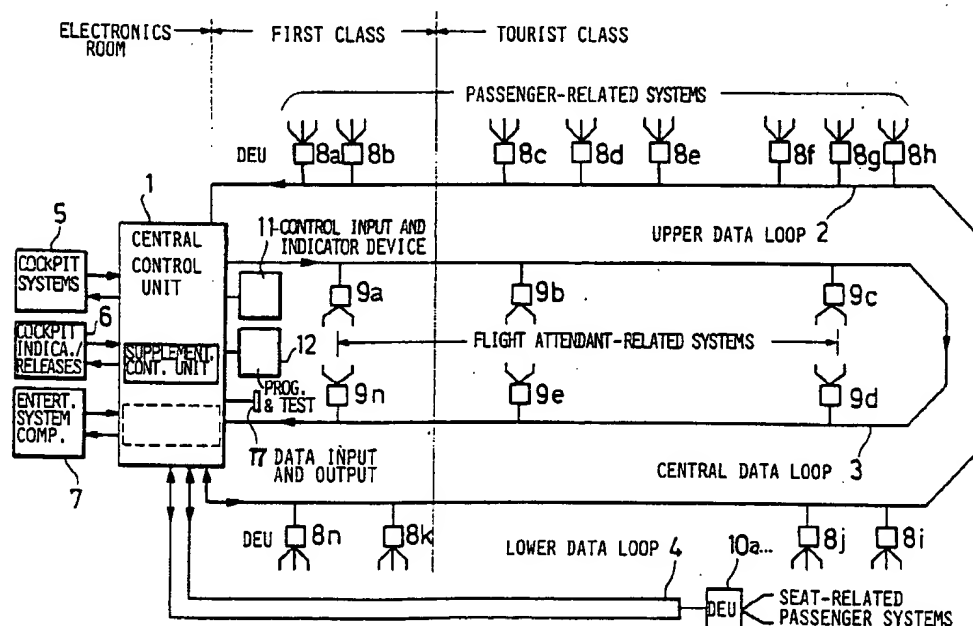 ELECTRONICS ROOM
FIRST CLASS
TOURIST CLASS
PASSENGER-RELATED SYSTEMS
DEU
8a
8b
8c
8d
8e
8f
8g
8h
1
CENTRAL CONTROL UNIT
11-CONTROL INPUT AND INDICATOR DEVICE
UPPER DATA LOOP 2
5
COCKPIT SYSTEMS
9a
9b
9c
6
COCKPIT INDICA./ RELEASES
SUPPLEMENT. CONT. UNIT
12
FLIGHT ATTENDANT-RELATED SYSTEMS
PROG. & TEST
9n
9e
9d
ENTERT. SYSTEM COMP.
7
17 DATA INPUT AND OUTPUT
CENTRAL DATA LOOP 3
DEU
8n
8k
8j
8i
LOWER DATA LOOP 4
10a...
DEU
SEAT-RELATED PASSENGER SYSTEMS